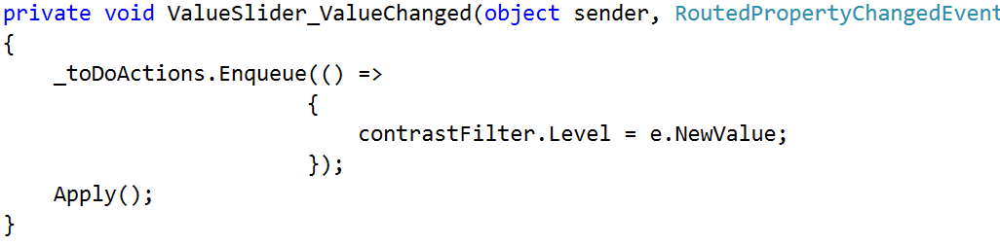 private void ValueSlider_ValueChanged(object sender, RoutedPropertyChangedEvent
{
_toDoActions.Enqueue(() =>
{
contrastFilter.Level = e.NewValue;
});
Apply();
}